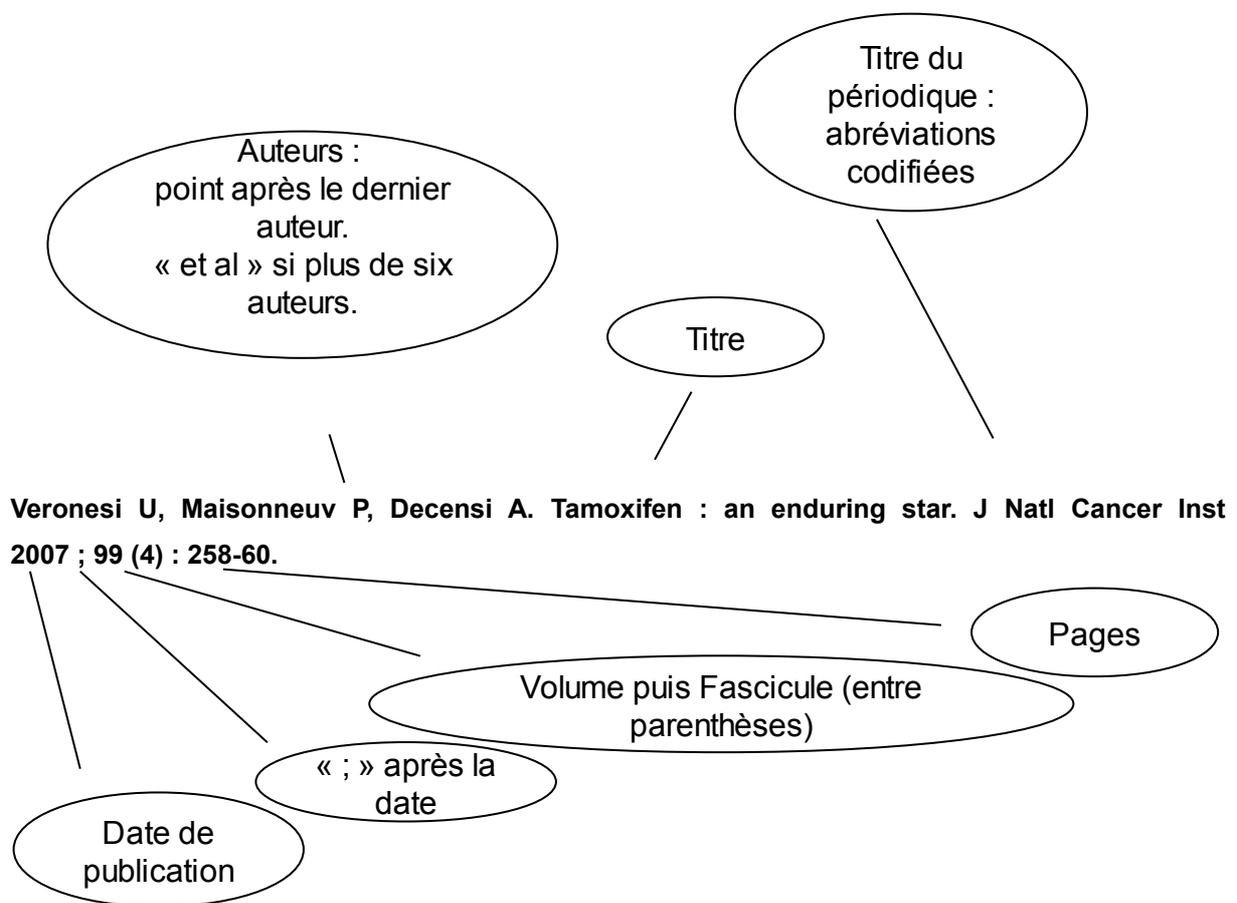 Titre du
périodique :
abréviations
codifiées
Auteurs :
point après le dernier
auteur.
« et al » si plus de six
auteurs.
Titre
Veronesi U, Maisonneuv P, Decensi A. Tamoxifen : an enduring star. J Natl Cancer Inst
2007 ; 99 (4) : 258-60.
Pages
Volume puis Fascicule (entre
parenthèses)
« ; » après la
date
Date de
publication